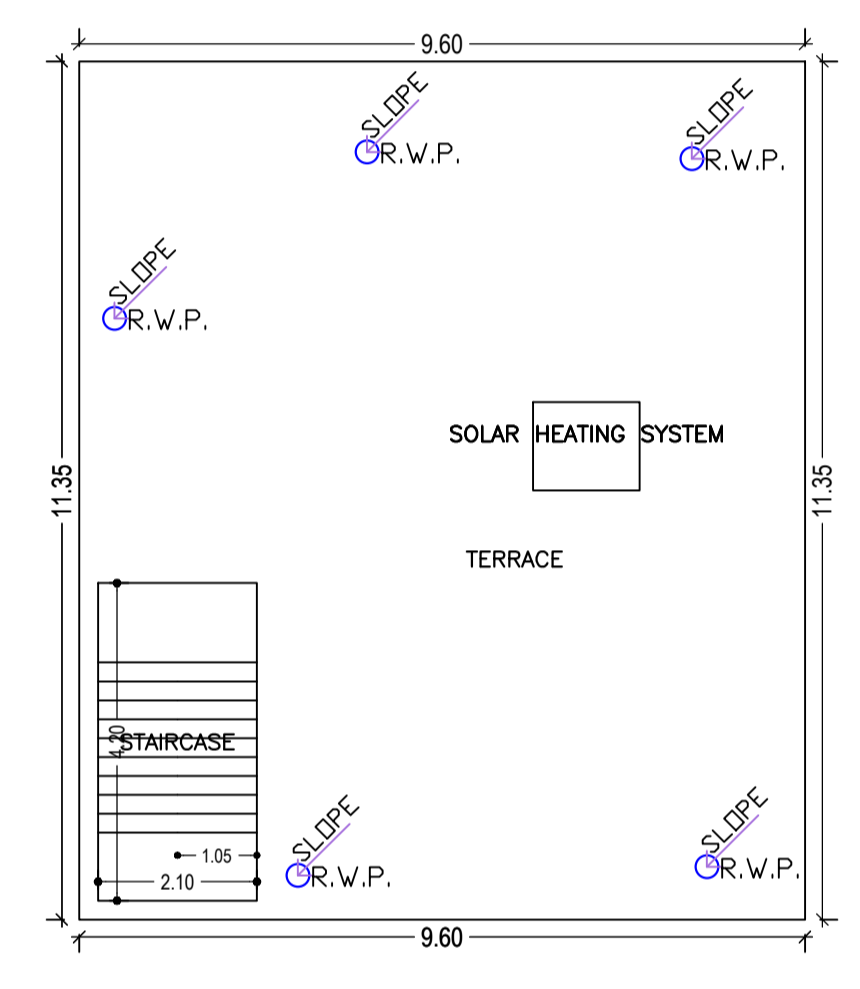 9.60
SLOPE
R.W.P.
SLOPE
R.W.P.
SLOPE
R.W.P.
SOLAR HEATING SYSTEM
11.35
11.35
TERRACE
4.20
STAIRCASE
SLOPE
R.W.P.
SLOPE
R.W.P.
1.05
2.10
9.60